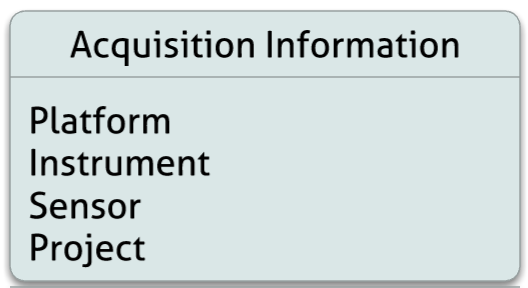 Acquisition Information
Platform
Instrument
Sensor
Project